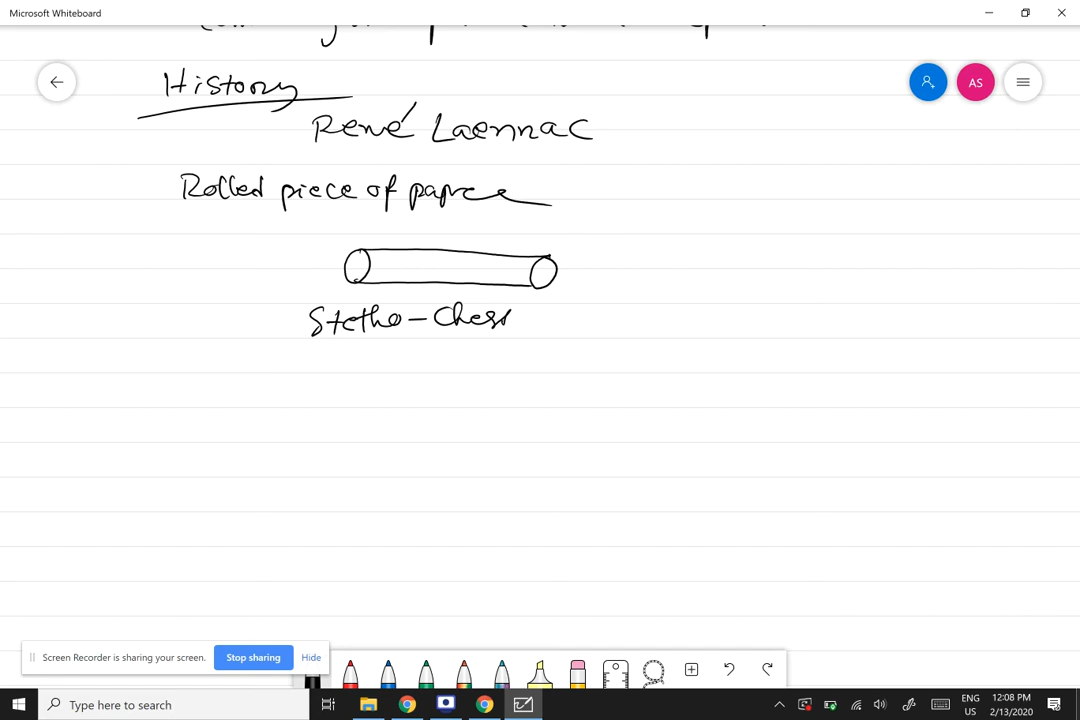 Microsoft Whiteboard
History
AS
René Laennac
Rolled piece of paper
Stetho - Chest
Screen Recorder is sharing your screen.
Stop sharing
Hide
Type here to search
ENG
US
12:08 PM
2/13/2020